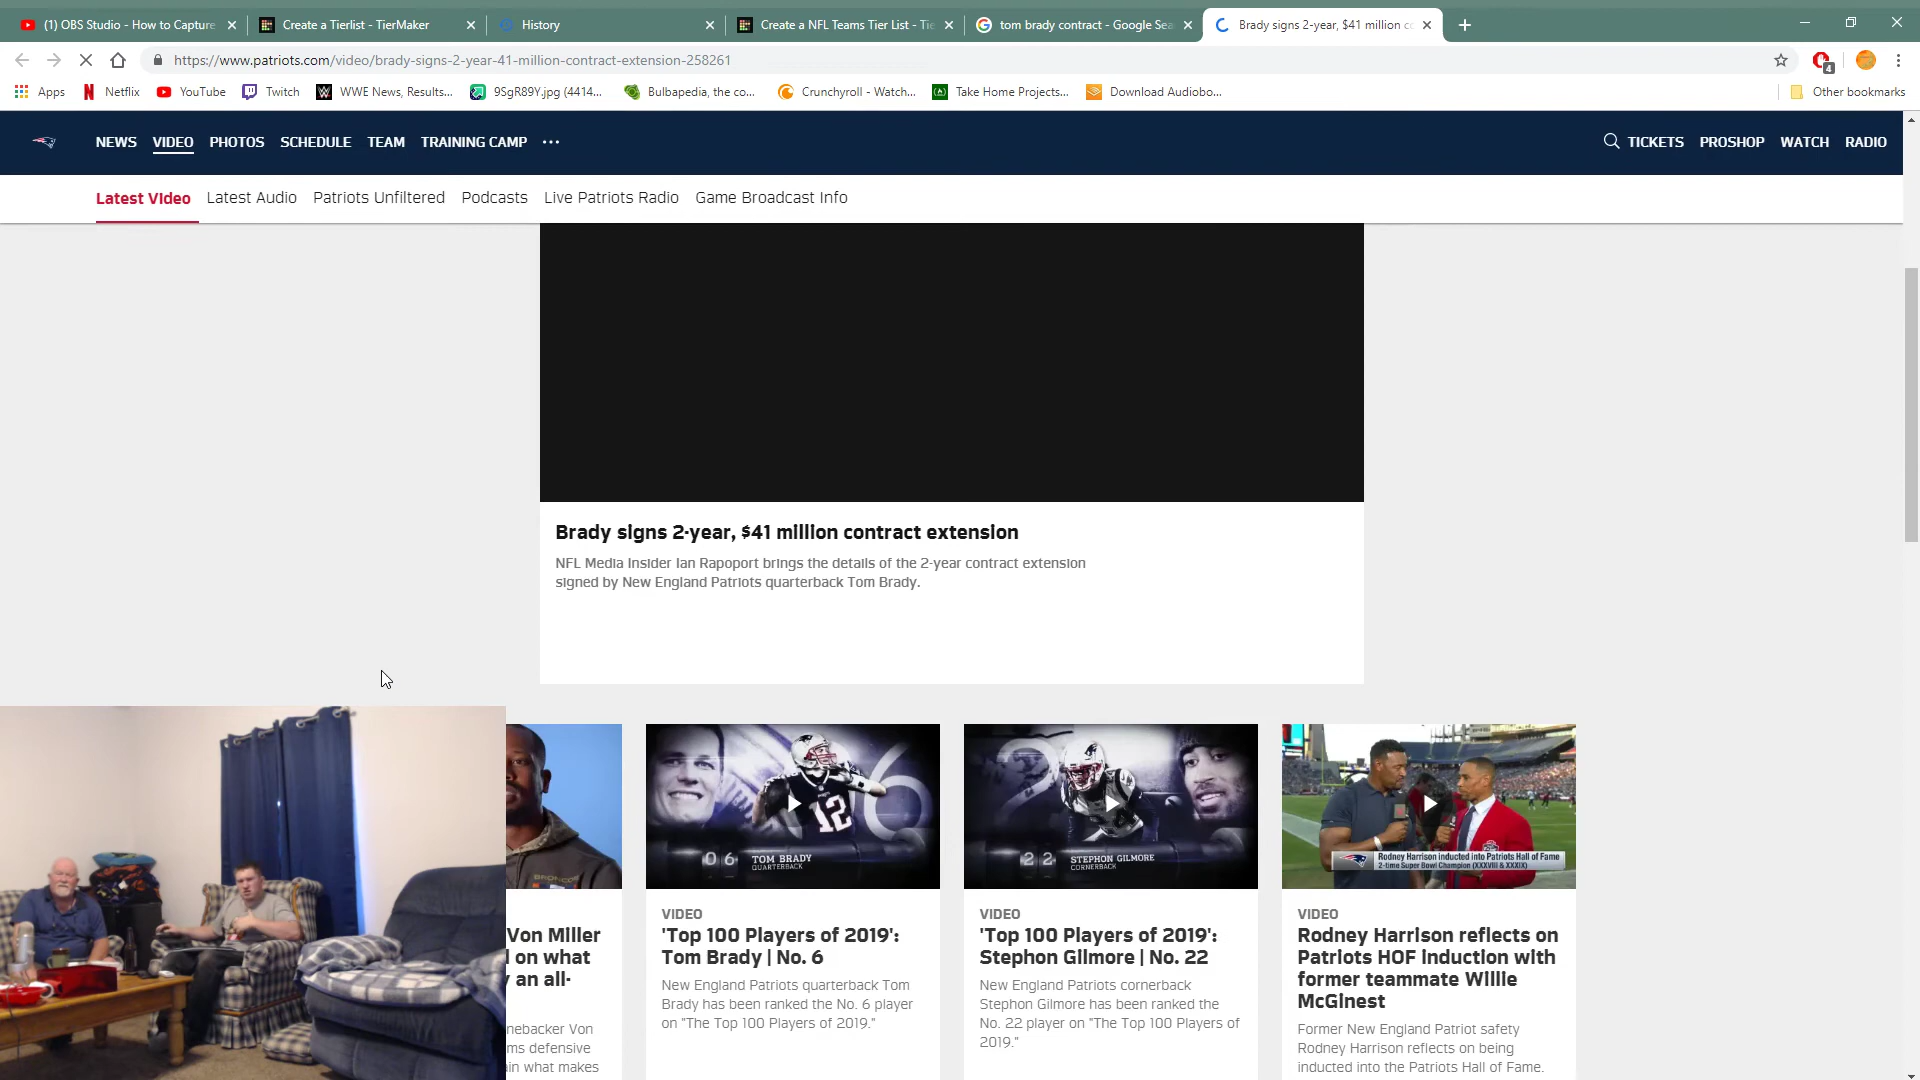 (1) OBS Studio - How to Capture
Create a Tierlist - TierMaker
History
Create a NFL Teams Tier List - Tie
tom brady contract - Google Sea
Brady signs 2-year, $41 million co
https://www.patriots.com/video/brady-signs-2-year-41-million-contract-extension-258261
4
Apps
Netflix
YouTube
Twitch
WWE News, Results...
9SgR89Y.jpg (4414...
Bulbapedia, the co...
Crunchyroll - Watch...
Take Home Projects...
Download Audiobo...
Other bookmarks
NEWS VIDEO PHOTOS SCHEDULE TEAM TRAINING CAMP ...
TICKETS PROSHOP WATCH RADIO
Latest Video Latest Audio Patriots Unfiltered Podcasts Live Patriots Radio Game Broadcast Info
Brady signs 2-year, $41 million contract extension
NFL Media Insider Ian Rapoport brings the details of the 2-year contract extension
signed by New England Patriots quarterback Tom Brady.
BRONCOS
Von Miller
on what
an all-
nebacker Von
ms defensive
in what makes
6
12
06 TOM BRADY
QUARTERBACK
VIDEO
'Top 100 Players of 2019':
Tom Brady | No. 6
New England Patriots quarterback Tom
Brady has been ranked the No. 6 player
on "The Top 100 Players of 2019."
22 STEPHON GILMORE
CORNERBACK
VIDEO
'Top 100 Players of 2019':
Stephon Gilmore | No. 22
New England Patriots cornerback
Stephon Gilmore has been ranked the
No. 22 player on "The Top 100 Players of
2019."
Rodney Harrison inducted into Patriots Hall of Fame
2-time Super Bowl Champion (XXXVIII & XXXIX)
VIDEO
Rodney Harrison reflects on
Patriots HOF induction with
former teammate Willie
McGinest
Former New England Patriot safety
Rodney Harrison reflects on being
inducted into the Patriots Hall of Fame.